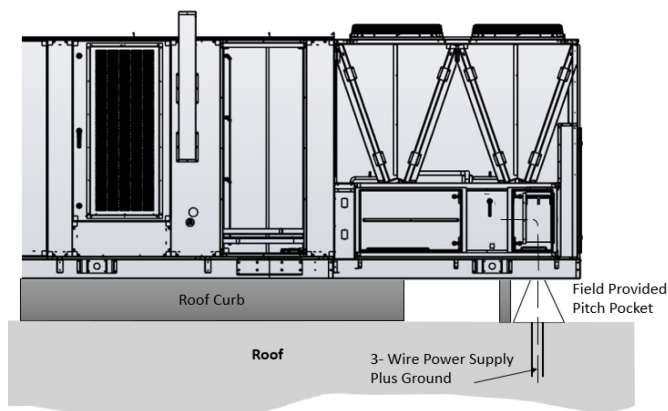 Roof Curb
Field Provided
Pitch Pocket
Roof
3- Wire Power Supply
Plus Ground